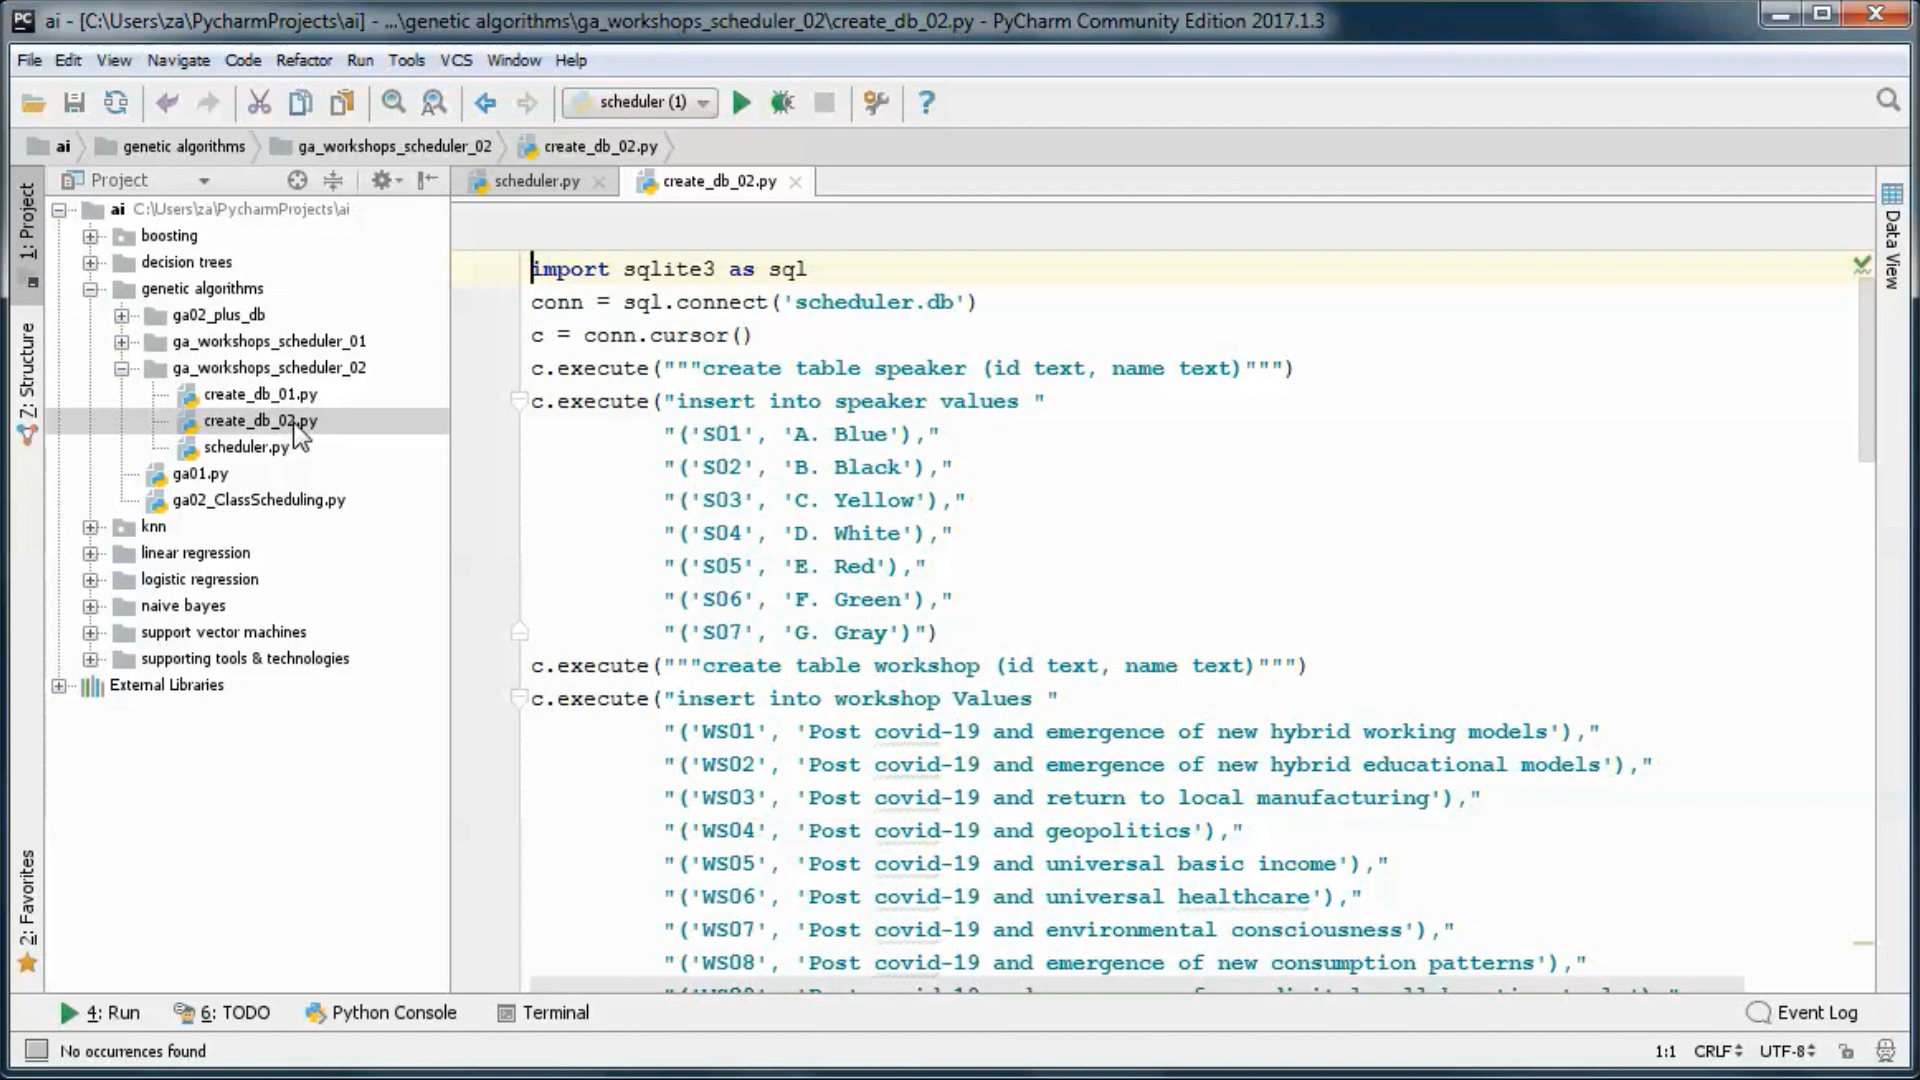 ai - [C:\Users\za\PycharmProjects\ai] - ...\genetic algorithms\ga_workshops_scheduler_02\create_db_02.py - PyCharm Community Edition 2017.1.3
File Edit View Navigate Code Refactor Run Tools VCS Window Help
scheduler (1)
ai genetic algorithms ga_workshops_scheduler_02 create_db_02.py
Project
scheduler.py
create_db_02.py
1: Project
7: Structure
2: Favorites
ai C:\Users\za\PycharmProjects\ai
boosting
decision trees
genetic algorithms
ga02_plus_db
ga_workshops_scheduler_01
ga_workshops_scheduler_02
create_db_01.py
create_db_02.py
scheduler.py
ga01.py
ga02_ClassScheduling.py
knn
linear regression
logistic regression
naive bayes
support vector machines
supporting tools & technologies
External Libraries
import sqlite3 as sql
conn = sql.connect('scheduler.db')
c = conn.cursor()
c.execute("""create table speaker (id text, name text)""")
c.execute("insert into speaker values "
"('S01', 'A. Blue'),"
"('S02', 'B. Black'),"
"('S03', 'C. Yellow'),"
"('S04', 'D. White'),"
"('S05', 'E. Red'),"
"('S06', 'F. Green'),"
"('S07', 'G. Gray')")
c.execute("""create table workshop (id text, name text)""")
c.execute("insert into workshop Values "
"('WS01', 'Post covid-19 and emergence of new hybrid working models'),"
"('WS02', 'Post covid-19 and emergence of new hybrid educational models'),"
"('WS03', 'Post covid-19 and return to local manufacturing'),"
"('WS04', 'Post covid-19 and geopolitics'),"
"('WS05', 'Post covid-19 and universal basic income'),"
"('WS06', 'Post covid-19 and universal healthcare'),"
"('WS07', 'Post covid-19 and environmental consciousness'),"
"('WS08', 'Post covid-19 and emergence of new consumption patterns'),"
Data View
4: Run 6: TODO Python Console Terminal Event Log
No occurrences found 1:1 CRLF UTF-8